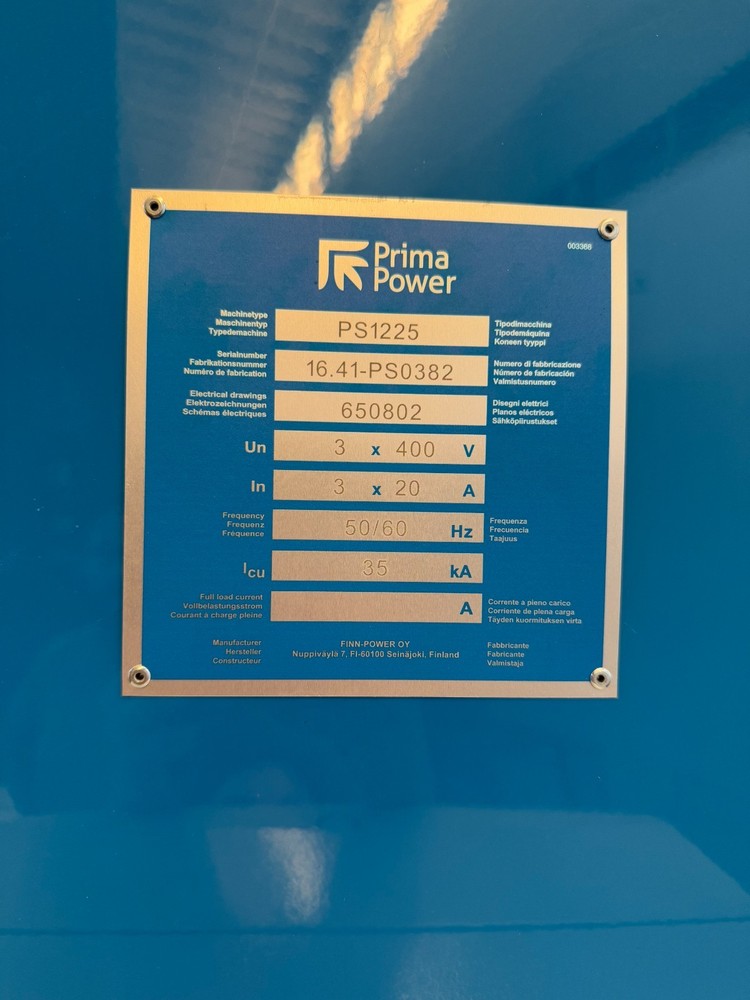 003368
Prima
Power
Machinetype
Maschinentyp
Typedemachine
PS1225
Tipodimacchina
Tipodemáquina
Koneen tyyppi
Serialnumber
Fabrikationsnummer
Numéro de fabrication
16.41-PS0382
Numero di fabbricazione
Número de fabricación
Valmistusnumero
Electrical drawings
Elektrozeichnungen
Schémas électriques
650802
Disegni elettrici
Planos eléctricos
Sähköpiirustukset
Un 3 x 400 V
In 3 x 20 A
Frequency
Frequenz
Fréquence
50/60 Hz
Frequenza
Frecuencia
Taajuus
Icu 35 kA
Full load current
Vollbelastungsstrom
Courant a charge pleine
A
Corrente a pieno carico
Corriente de plena carga
Täyden kuormituksen virta
Manufacturer
Hersteller
Constructeur
FINN-POWER OY
Nuppiväylä 7, FI-60100 Seinäjoki, Finland
Fabbricante
Fabricante
Valmistaja